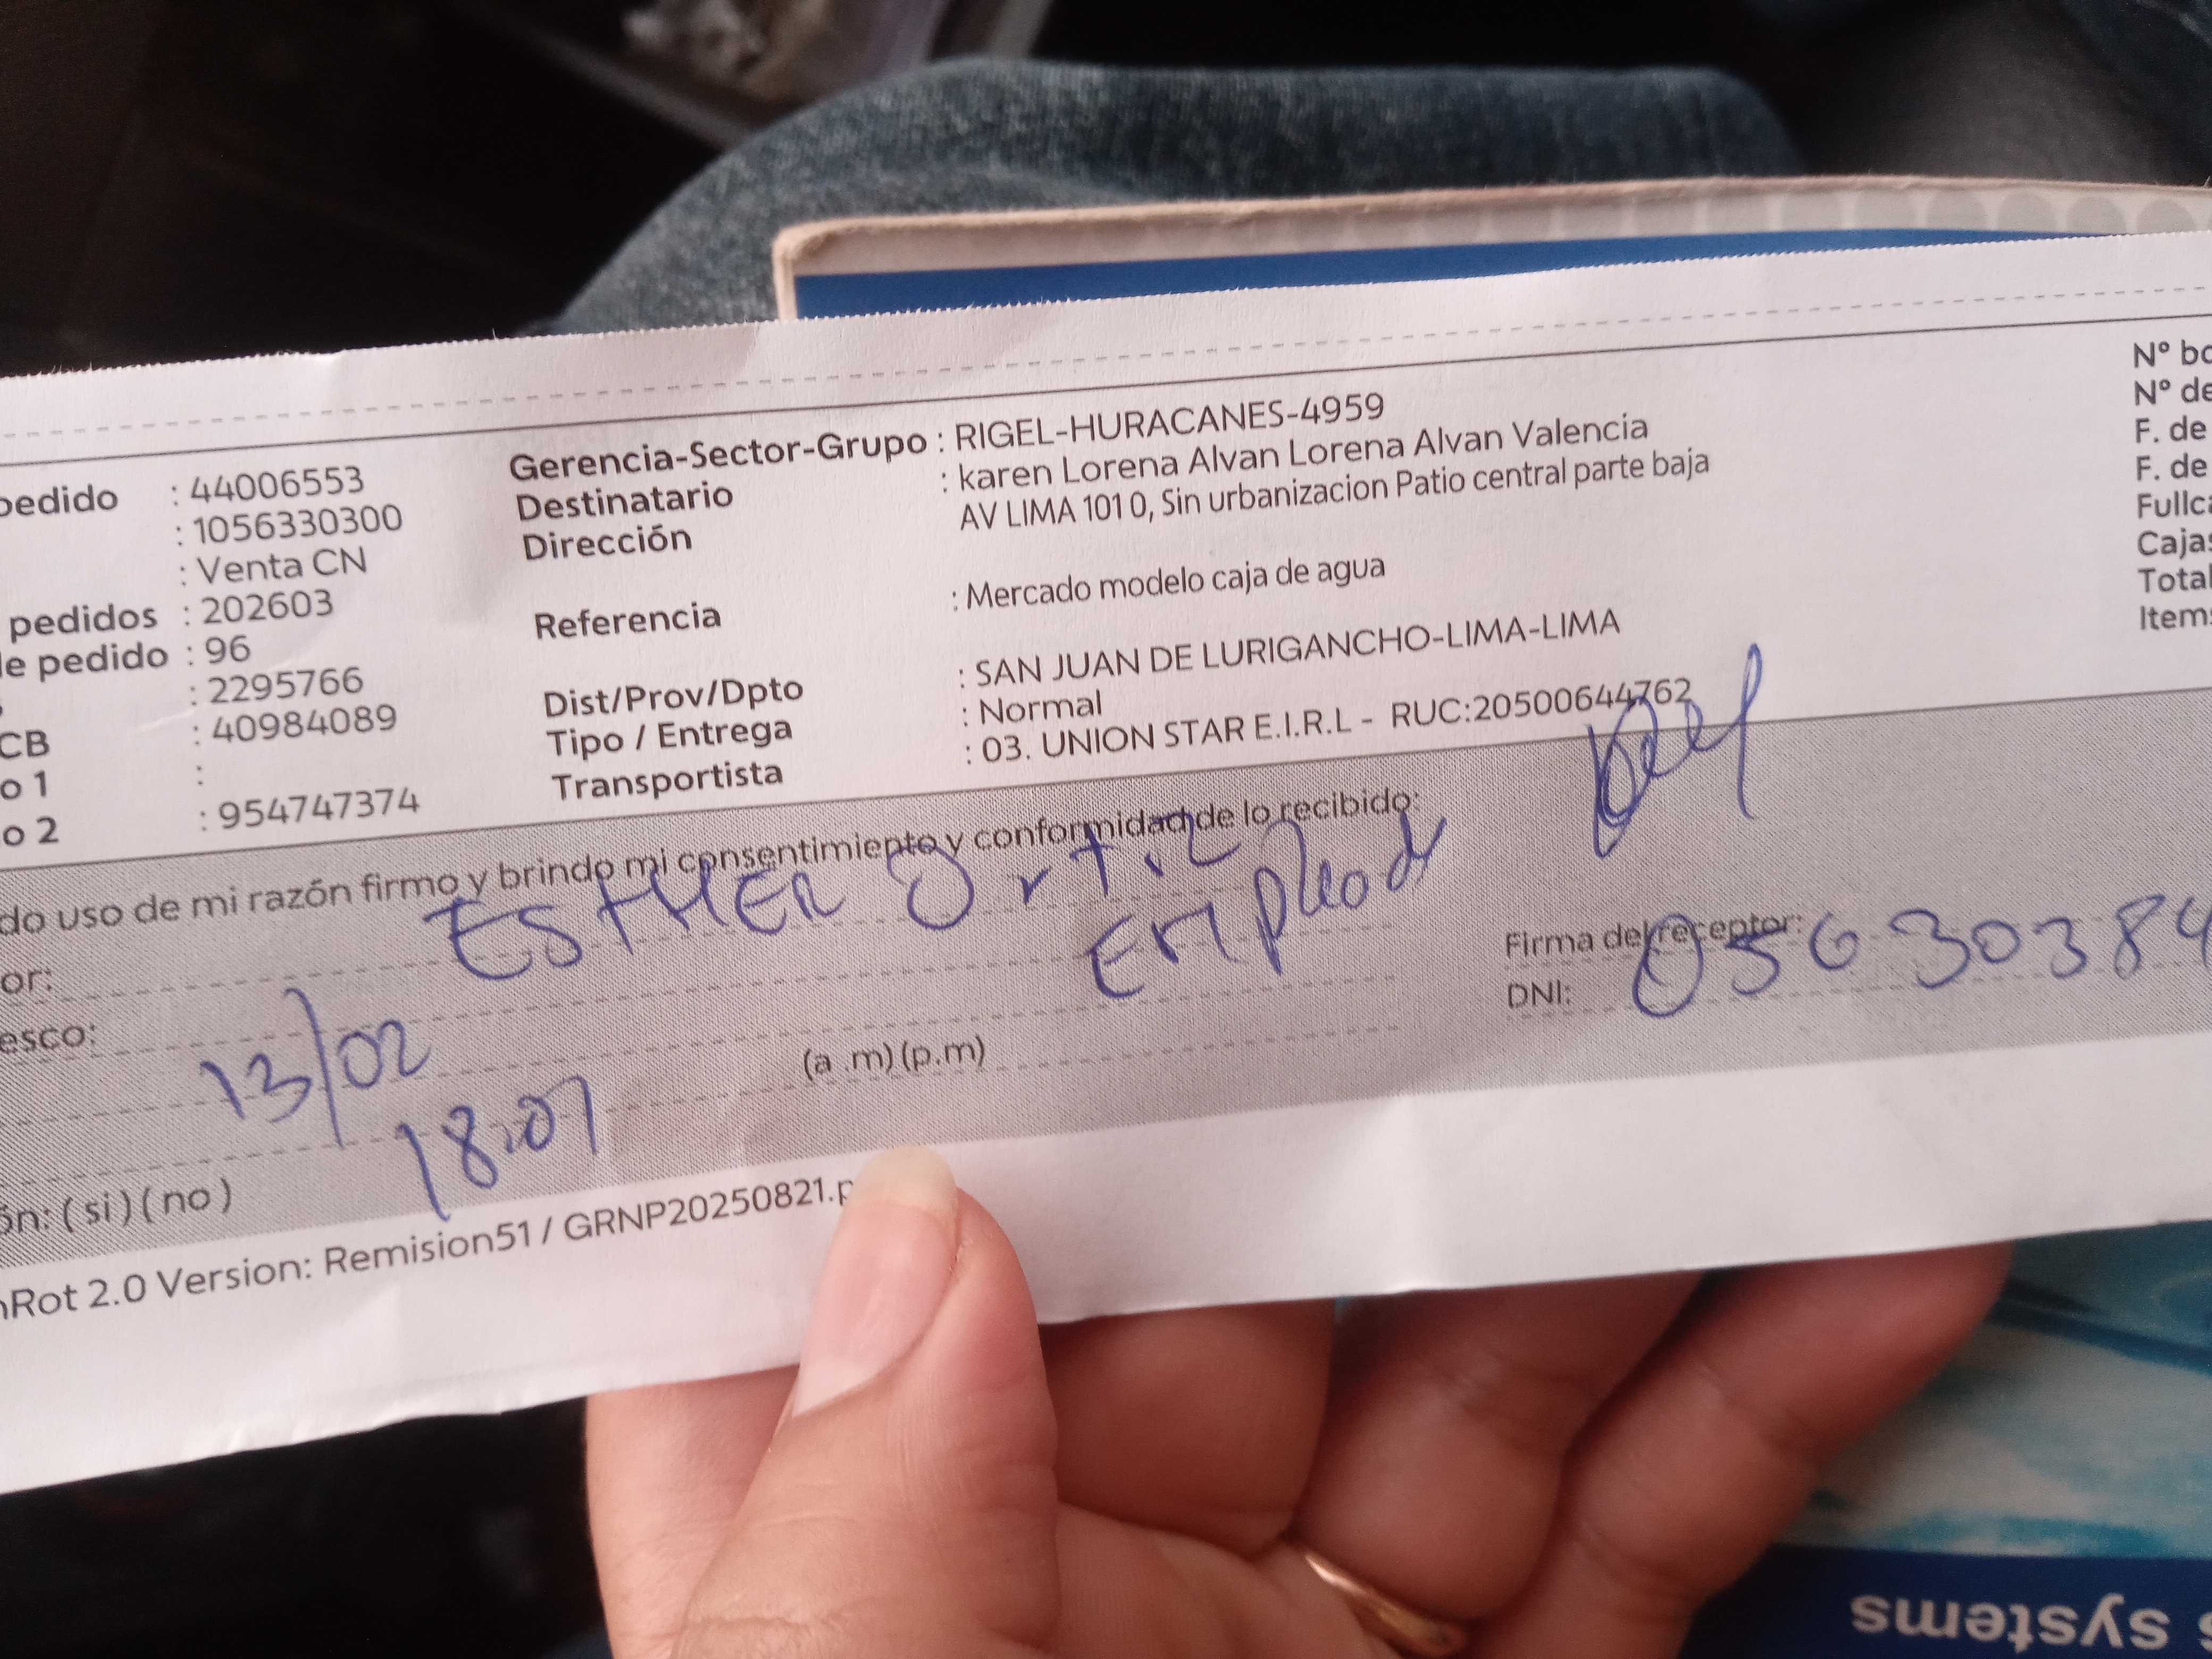 pedido : 44006553
: 1056330300
: Venta CN
pedidos : 202603
de pedido : 96
: 2295766
CB : 40984089
o 1 :
o 2 : 954747374
Gerencia-Sector-Grupo : RIGEL-HURACANES-4959
Destinatario : karen Lorena Alvan Lorena Alvan Valencia
Dirección AV LIMA 101 0, Sin urbanizacion Patio central parte baja
Referencia : Mercado modelo caja de agua
Dist/Prov/Dpto : SAN JUAN DE LURIGANCHO-LIMA-LIMA
Tipo / Entrega : Normal
Transportista : 03. UNION STAR E.I.R.L - RUC:20500644762
N° bo
N° de
F. de
F. de
Fullca
Cajas
Total
Items
do uso de mi razón firmo y brindo mi consentimiento y conformidad de lo recibido:
or: ESTHER Ortiz
esco:
Firma del receptor:
DNI: 05630384
13/02
18:07 (a .m) (p.m)
ón: ( si ) ( no )
nRot 2.0 Version: Remision51 / GRNP20250821.p
systems